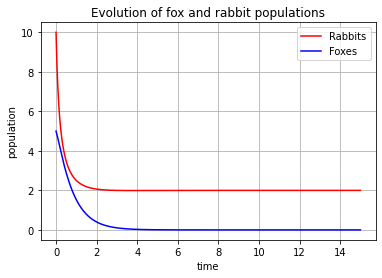 Evolution of fox and rabbit populations
Rabbits
Foxes
population
10
8
6
4
2
0
0 2 4 6 8 10 12 14
time